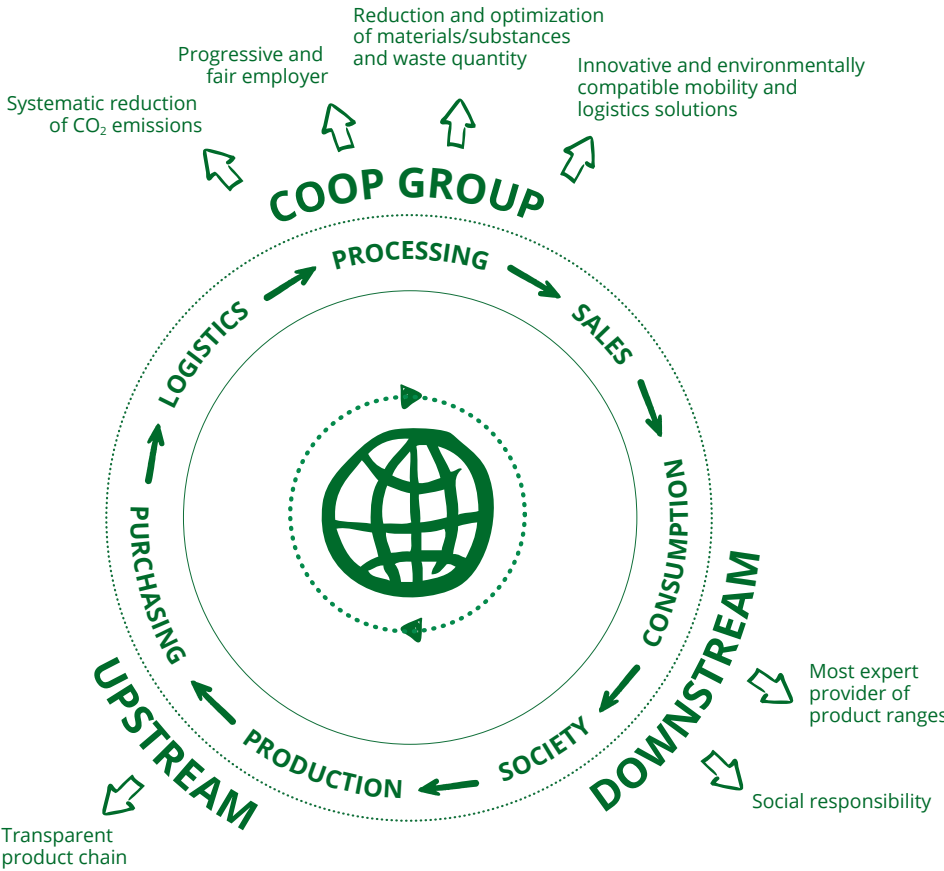 Reduction and optimization
of materials/substances
and waste quantity
Progressive and
fair employer
Innovative and environmentally
compatible mobility and
logistics solutions
Systematic reduction
of CO₂ emissions
COOP GROUP
PROCESSING
SALES
CONSUMPTION
SOCIETY
PRODUCTION
PURCHASING
LOGISTICS
DOWNSTREAM
Most expert
provider of
product ranges
Social responsibility
UPSTREAM
Transparent
product chain